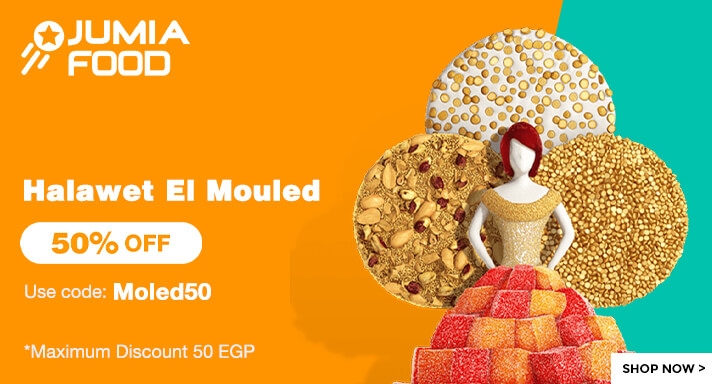 JUMIA
FOOD
Halawet El Mouled
50% OFF
Use code: Moled50
*Maximum Discount 50 EGP
SHOP NOW >